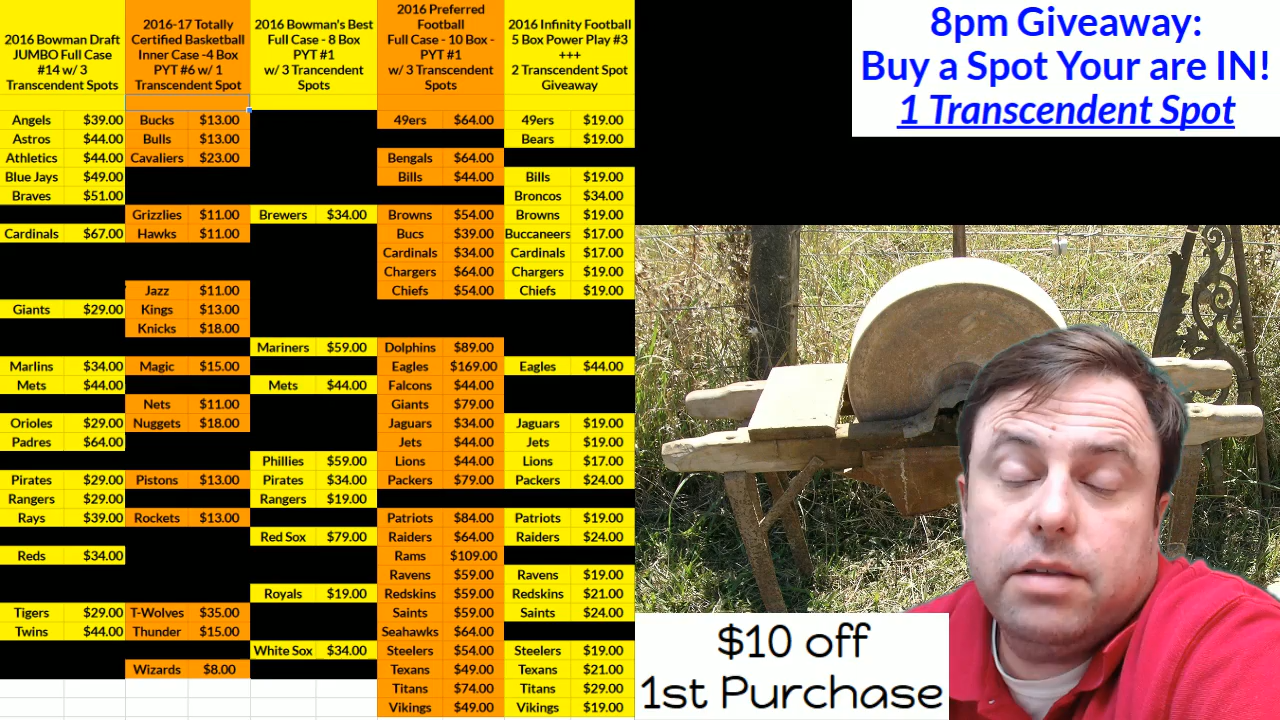 2016 Bowman Draft
JUMBO Full Case
#14 w/ 3
Transcendent Spots
Angels $39.00
Astros $44.00
Athletics $44.00
Blue Jays $49.00
Braves $51.00
Cardinals $67.00
Giants $29.00
Marlins $34.00
Mets $44.00
Orioles $29.00
Padres $64.00
Pirates $29.00
Rangers $29.00
Rays $39.00
Reds $34.00
Tigers $29.00
Twins $44.00
2016-17 Totally
Certified Basketball
Inner Case -4 Box
PYT #6 w/ 1
Transcendent Spot
Bucks $13.00
Bulls $13.00
Cavaliers $23.00
Grizzlies $11.00
Hawks $11.00
Jazz $11.00
Kings $13.00
Knicks $18.00
Magic $15.00
Nets $11.00
Nuggets $18.00
Pistons $13.00
Rockets $13.00
T-Wolves $35.00
Thunder $15.00
Wizards $8.00
2016 Bowman's Best
Full Case - 8 Box
PYT #1
w/ 3 Trancendent
Spots
Brewers $34.00
Mariners $59.00
Mets $44.00
Phillies $59.00
Pirates $34.00
Rangers $19.00
Red Sox $79.00
Royals $19.00
White Sox $34.00
2016 Preferred
Football
Full Case - 10 Box -
PYT #1
w/ 3 Transcendent
Spots
49ers $64.00
Bengals $64.00
Bills $44.00
Browns $54.00
Bucs $39.00
Cardinals $34.00
Chargers $64.00
Chiefs $54.00
Dolphins $89.00
Eagles $169.00
Falcons $44.00
Giants $79.00
Jaguars $34.00
Jets $44.00
Lions $44.00
Packers $79.00
Patriots $84.00
Raiders $64.00
Rams $109.00
Ravens $59.00
Redskins $59.00
Saints $59.00
Seahawks $64.00
Steelers $54.00
Texans $49.00
Titans $74.00
Vikings $49.00
2016 Infinity Football
5 Box Power Play #3
+++
2 Transcendent Spot
Giveaway
49ers $19.00
Bears $19.00
Bills $19.00
Broncos $34.00
Browns $19.00
Buccaneers $17.00
Cardinals $17.00
Chargers $19.00
Chiefs $19.00
Eagles $44.00
Jaguars $19.00
Jets $19.00
Lions $17.00
Packers $24.00
Patriots $19.00
Raiders $24.00
Ravens $19.00
Redskins $21.00
Saints $24.00
Steelers $19.00
Texans $21.00
Titans $29.00
Vikings $19.00
8pm Giveaway:
Buy a Spot Your are IN!
1 Transcendent Spot
$10 off
1st Purchase